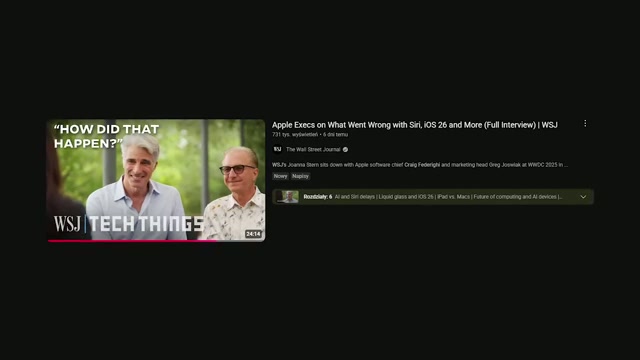 “HOW DID THAT
HAPPEN?”
WSJ TECH THINGS
24:14
Apple Execs on What Went Wrong with Siri, iOS 26 and More (Full Interview) | WSJ
731 tys. wyświetleń • 6 dni temu
WSJ The Wall Street Journal
WSJ's Joanna Stern sits down with Apple software chief Craig Federighi and marketing head Greg Joswiak at WWDC 2025 in ...
Nowy Napisy
Rozdziały: 6 AI and Siri delays | Liquid glass and iOS 26 | iPad vs. Macs | Future of computing and AI devices |...